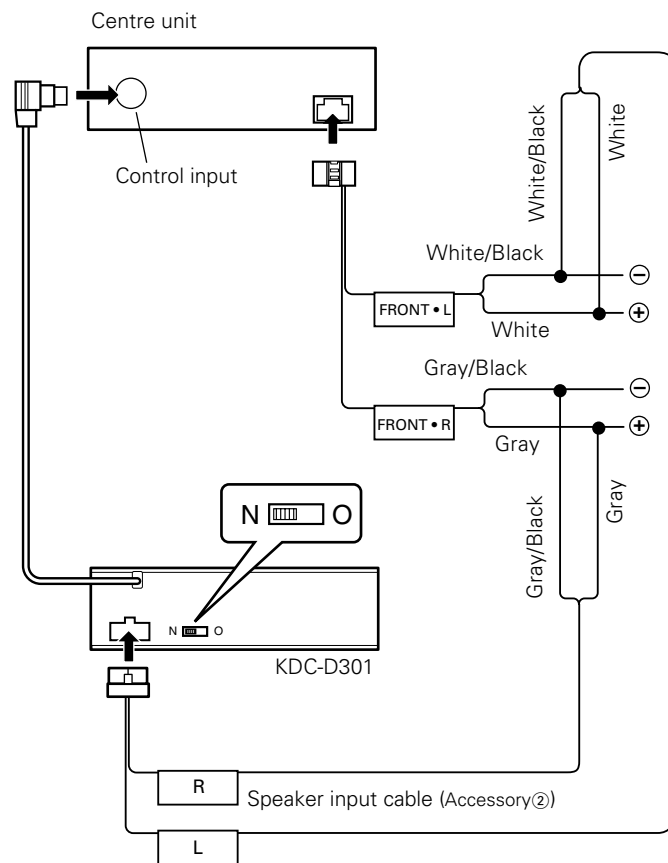 Centre unit
Control input
White/Black
White
White/Black
⊖
FRONT • L
⊕
White
Gray/Black
⊖
FRONT • R
⊕
Gray
Gray/Black
Gray
N O
N O
KDC-D301
R
Speaker input cable (Accessory②)
L